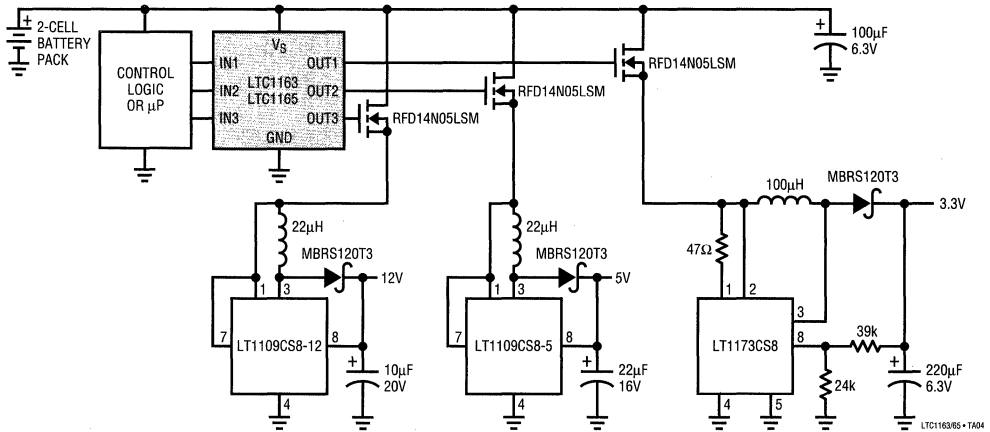 2-CELL
BATTERY
PACK
+
CONTROL
LOGIC
OR µP
VS
IN1
IN2
IN3
LTC1163
LTC1165
OUT1
OUT2
OUT3
GND
RFD14N05LSM
RFD14N05LSM
RFD14N05LSM
+
100µF
6.3V
22µH
MBRS120T3
12V
1
3
7
LT1109CS8-12
8
4
+
10µF
20V
22µH
MBRS120T3
5V
1
3
7
LT1109CS8-5
8
4
+
22µF
16V
100µH
MBRS120T3
3.3V
47Ω
1
2
3
LT1173CS8
8
4
5
39k
24k
+
220µF
6.3V
LTC1163/65 • TA04